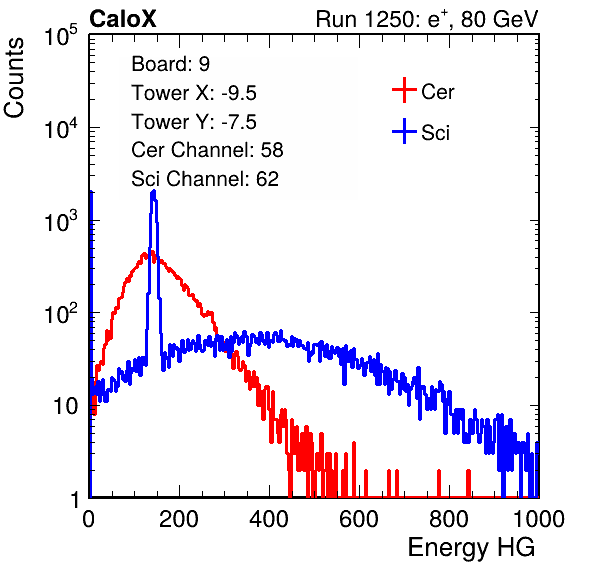 CaloX Run 1250: e⁺, 80 GeV
Counts
Board: 9
Tower X: -9.5
Tower Y: -7.5
Cer Channel: 58
Sci Channel: 62
Cer
Sci
10⁵
10⁴
10³
10²
10
1
0 200 400 600 800 1000
Energy HG